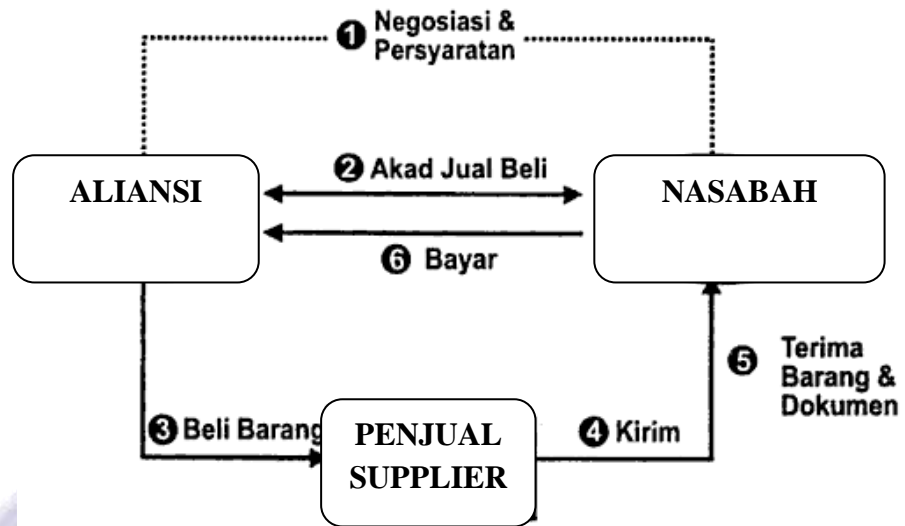 ❶ Negosiasi &
Persyaratan
ALIANSI
❷ Akad Jual Beli
NASABAH
❻ Bayar
❺ Terima
Barang &
Dokumen
❸ Beli Barang
PENJUAL
SUPPLIER
❹ Kirim